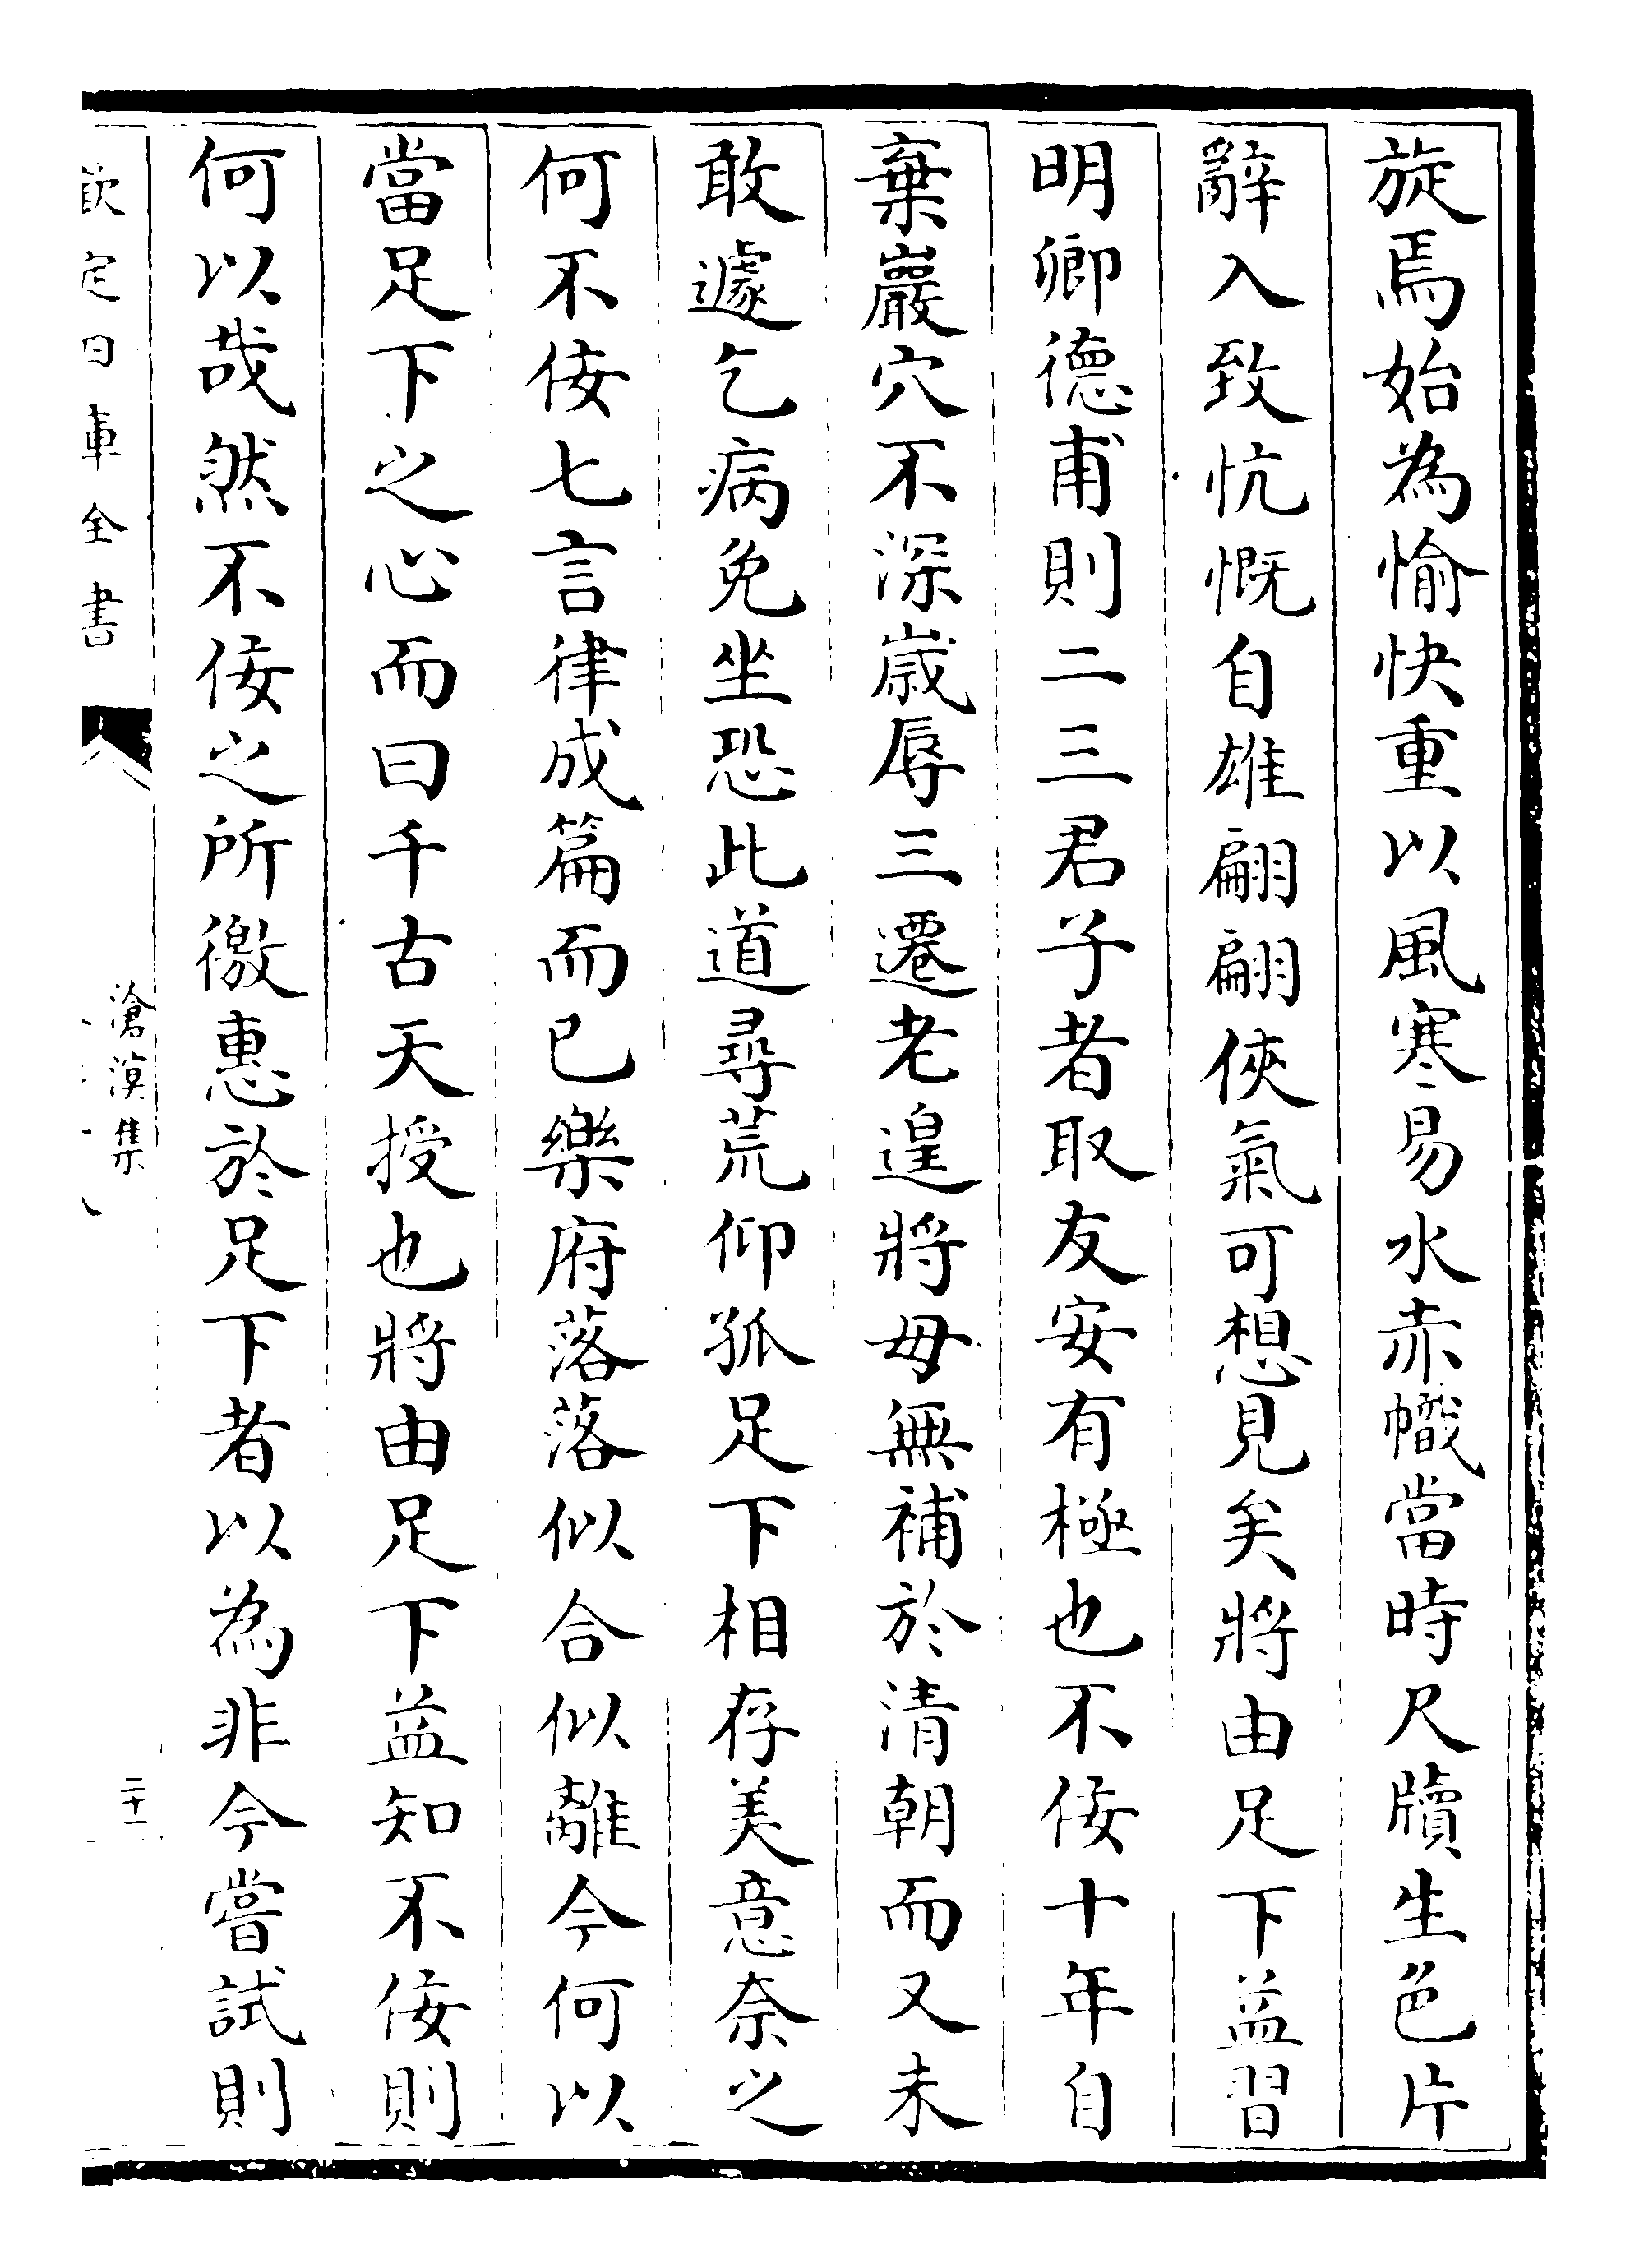 旋焉始為愉快重以風寒易水赤幟當時尺牘生色片
辭入致忼慨自雄翩翩俠氣可想見矣將由足下益習
明卿德甫則二三君子者取友安有極也不佞十年自
棄巖穴不深歲辱三遷老遑將母無補於清朝而又未
敢遽乞病免坐恐此道尋荒仰孤足下相存美意奈之
何不佞七言律成篇而已樂府落落似合似離今何以
當足下之心而曰千古天授也將由足下益知不佞則
何以哉然不佞之所徼惠於足下者以為非今嘗試則
欽定四庫全書
滄溟集
二十一